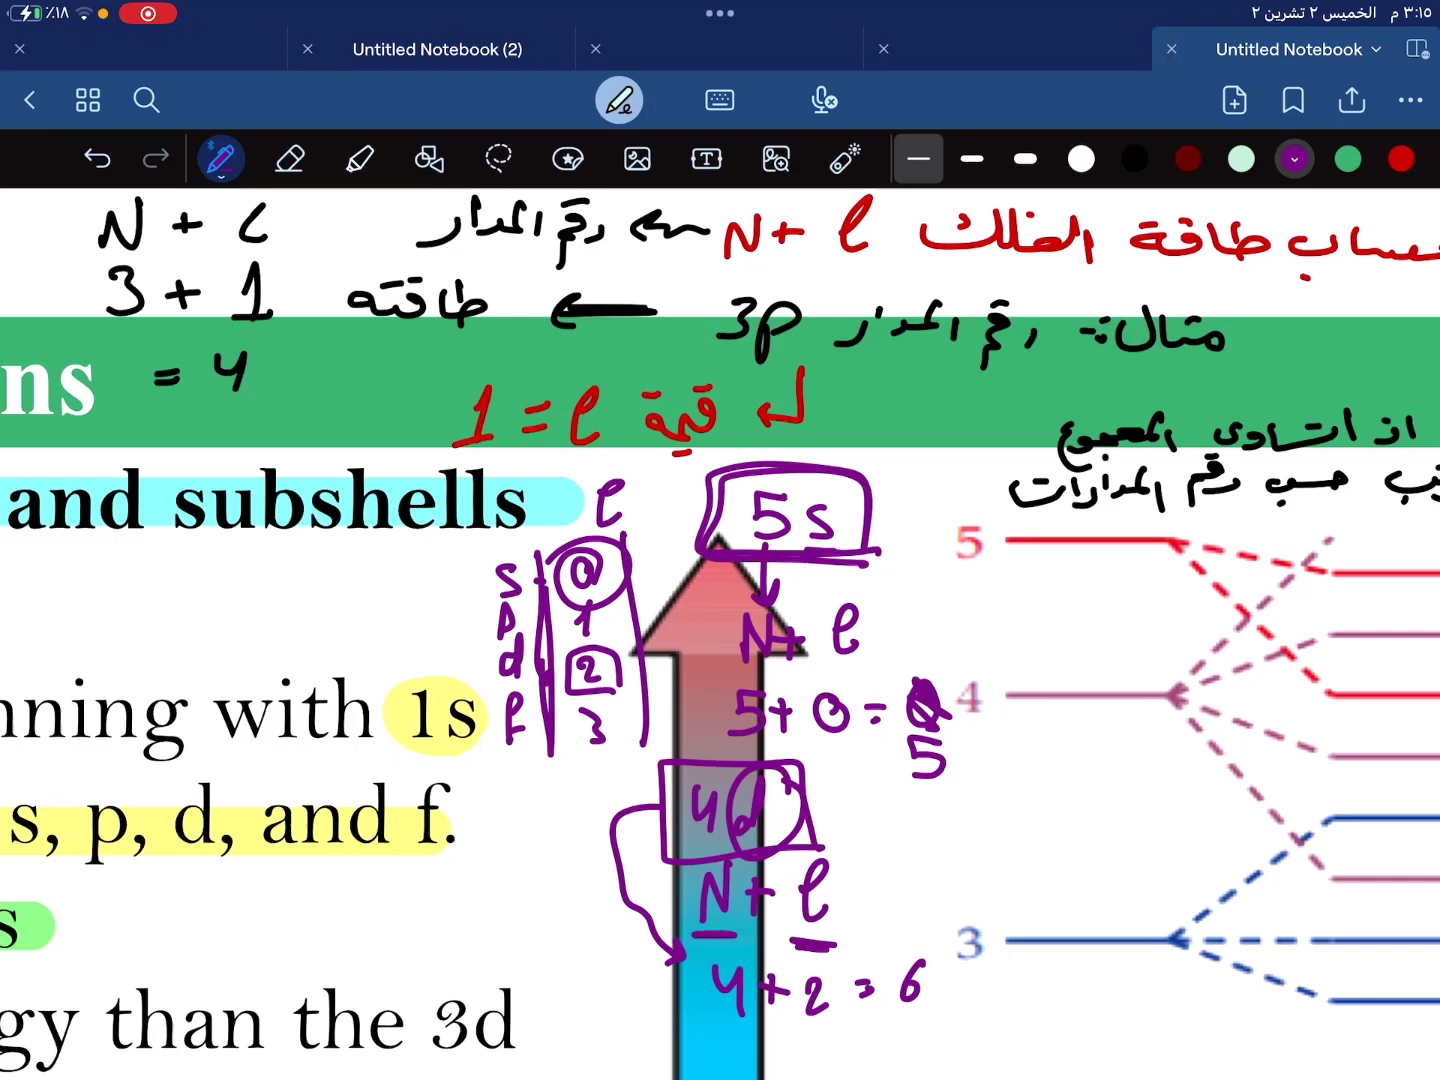 ٣:١٥ م الخميس ٢ تشرين ٢
٪١٨
Untitled Notebook (2)
Untitled Notebook
حساب طاقة الفلك N + l
رقم المدار
N + l
مثال: رقم المدار 3p
طاقته
3 + 1
= 4
قيمة l = 1
ns
اذ اتساوى المجموع
حسب رقم المدارات
and subshells
l
s 0
p 1
d 2
f 3
5s
N + l
5 + 0 =
5
4d
N + l
4 + 2 = 6
nning with 1s
s, p, d, and f.
s
gy than the 3d
5
4
3